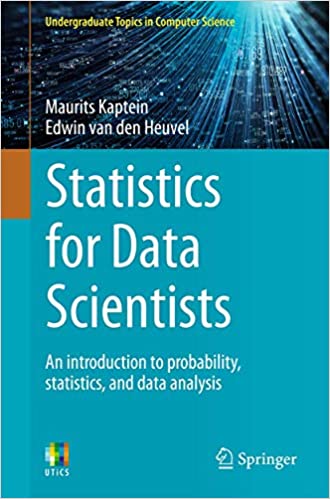 Undergraduate Topics in Computer Science
Maurits Kaptein
Edwin van den Heuvel
Statistics
for Data
Scientists
An introduction to probability,
statistics, and data analysis
UTiCS
Springer